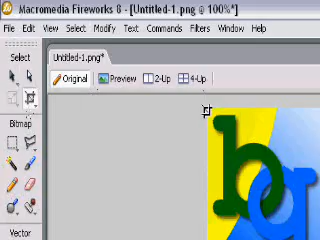 Macromedia Fireworks 8 - [Untitled-1.png @ 100%*]
File Edit View Select Modify Text Commands Filters Window Help
Select
Untitled-1.png*
Original Preview 2-Up 4-Up
Bitmap
bg
Vector